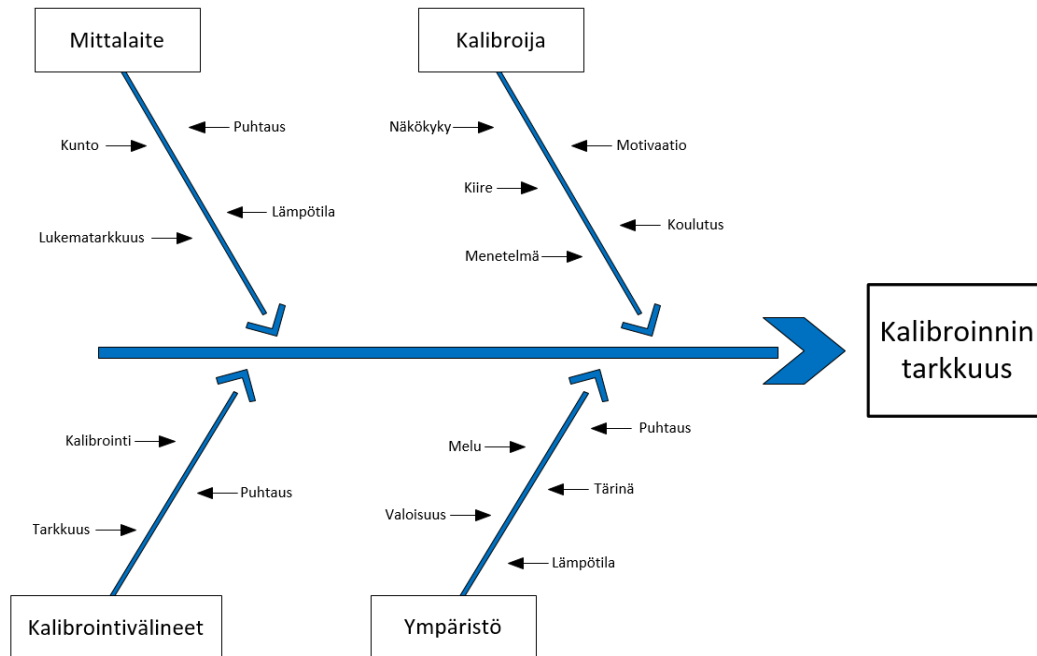 Mittalaite
Kalibroija
Puhtaus
Kunto
Lämpötila
Lukematarkkuus
Näkökyky
Motivaatio
Kiire
Koulutus
Menetelmä
Kalibroinnin
tarkkuus
Kalibrointi
Puhtaus
Tarkkuus
Kalibrointivälineet
Puhtaus
Melu
Tärinä
Valoisuus
Lämpötila
Ympäristö